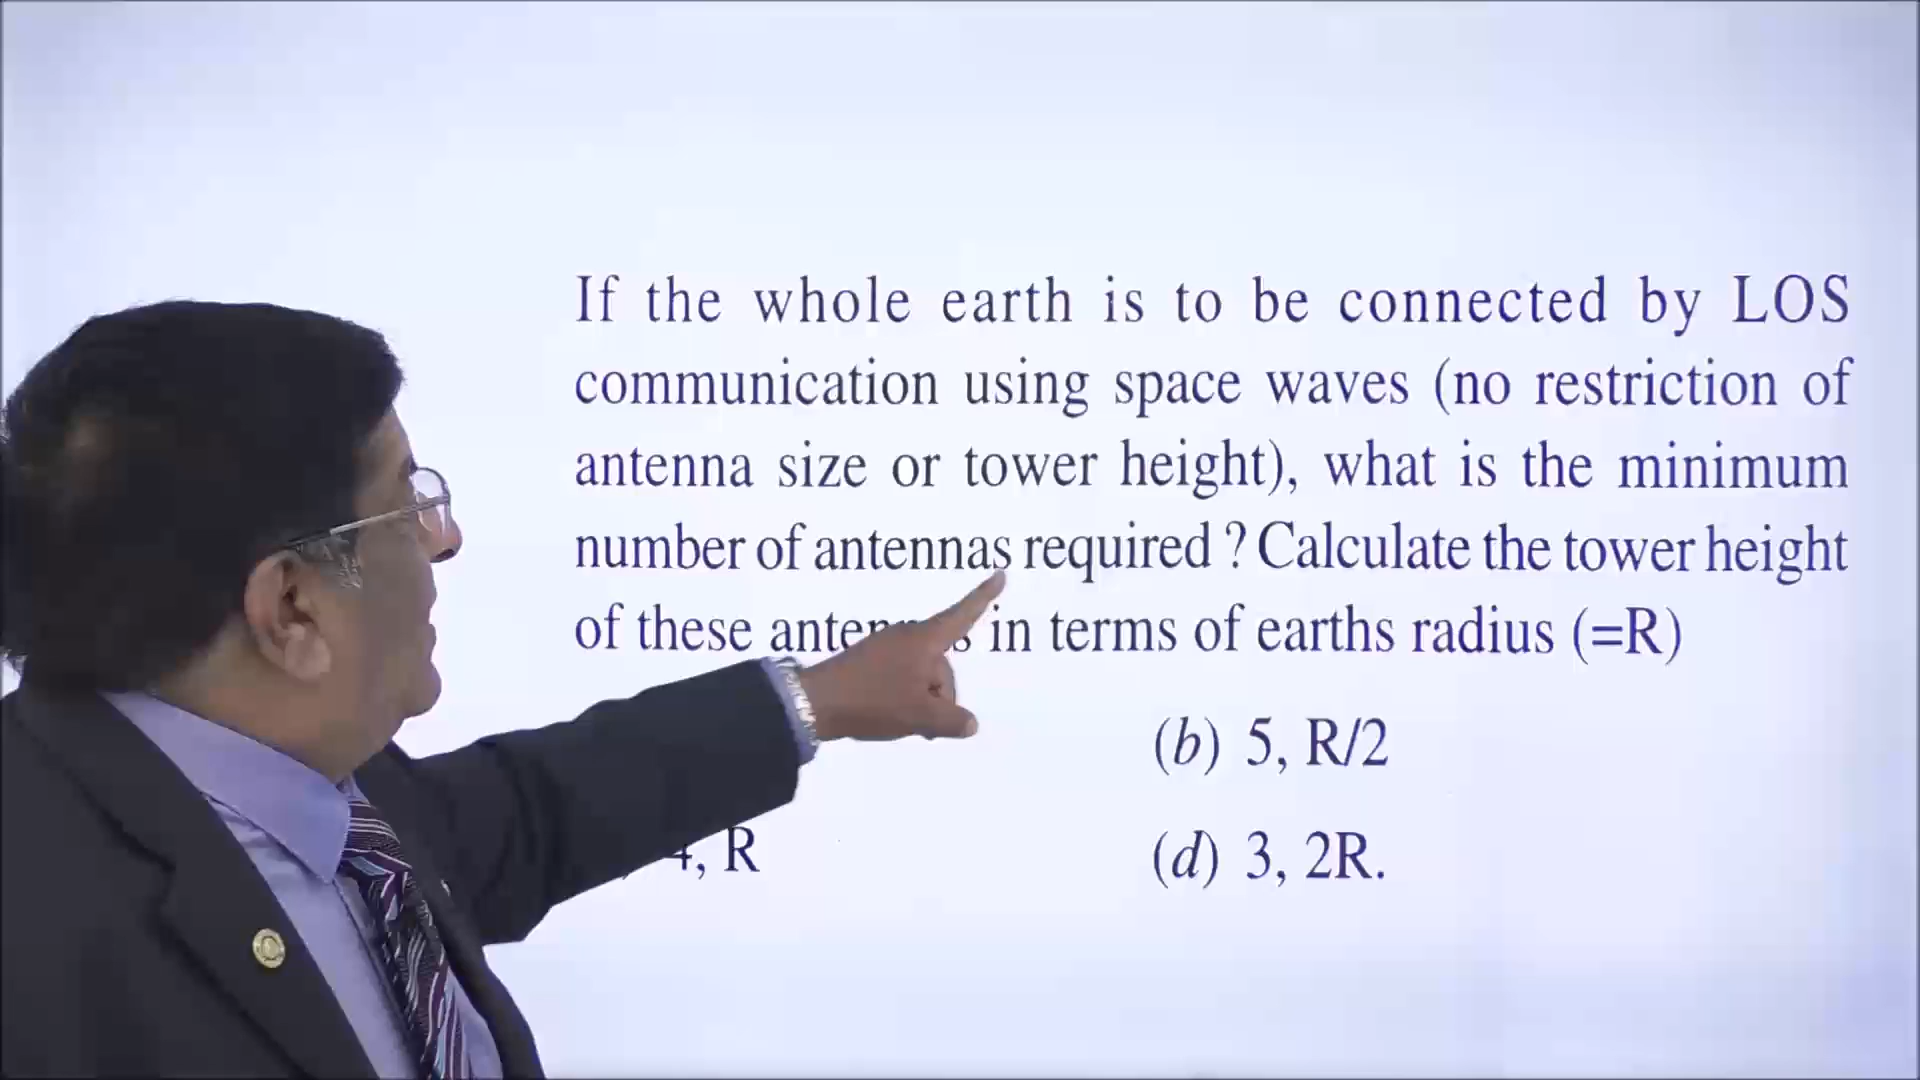 If the whole earth is to be connected by LOS
communication using space waves (no restriction of
antenna size or tower height), what is the minimum
number of antennas required ? Calculate the tower height
of these in terms of earths radius (=R)
(b) 5, R/2
4, R
(d) 3, 2R.